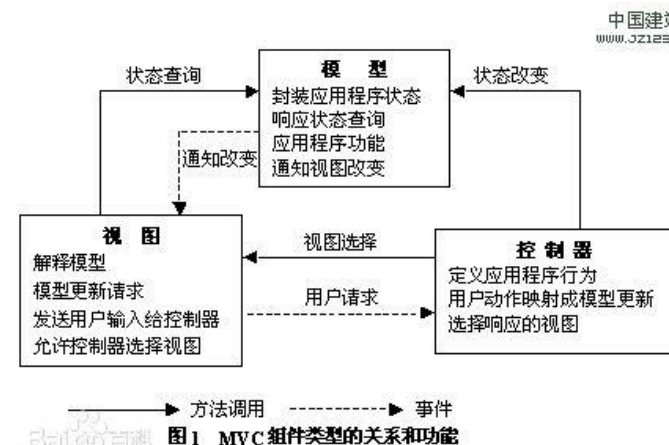 中国建站
www.JZ123
状态查询
模 型
状态改变
封装应用程序状态
响应状态查询
应用程序功能
通知视图改变
通知改变
视 图
解释模型
模型更新请求
发送用户输入给控制器
允许控制器选择视图
视图选择
用户请求
控制器
定义应用程序行为
用户动作映射成模型更新
选择响应的视图
方法调用
事件
图1 MVC组件类型的关系和功能